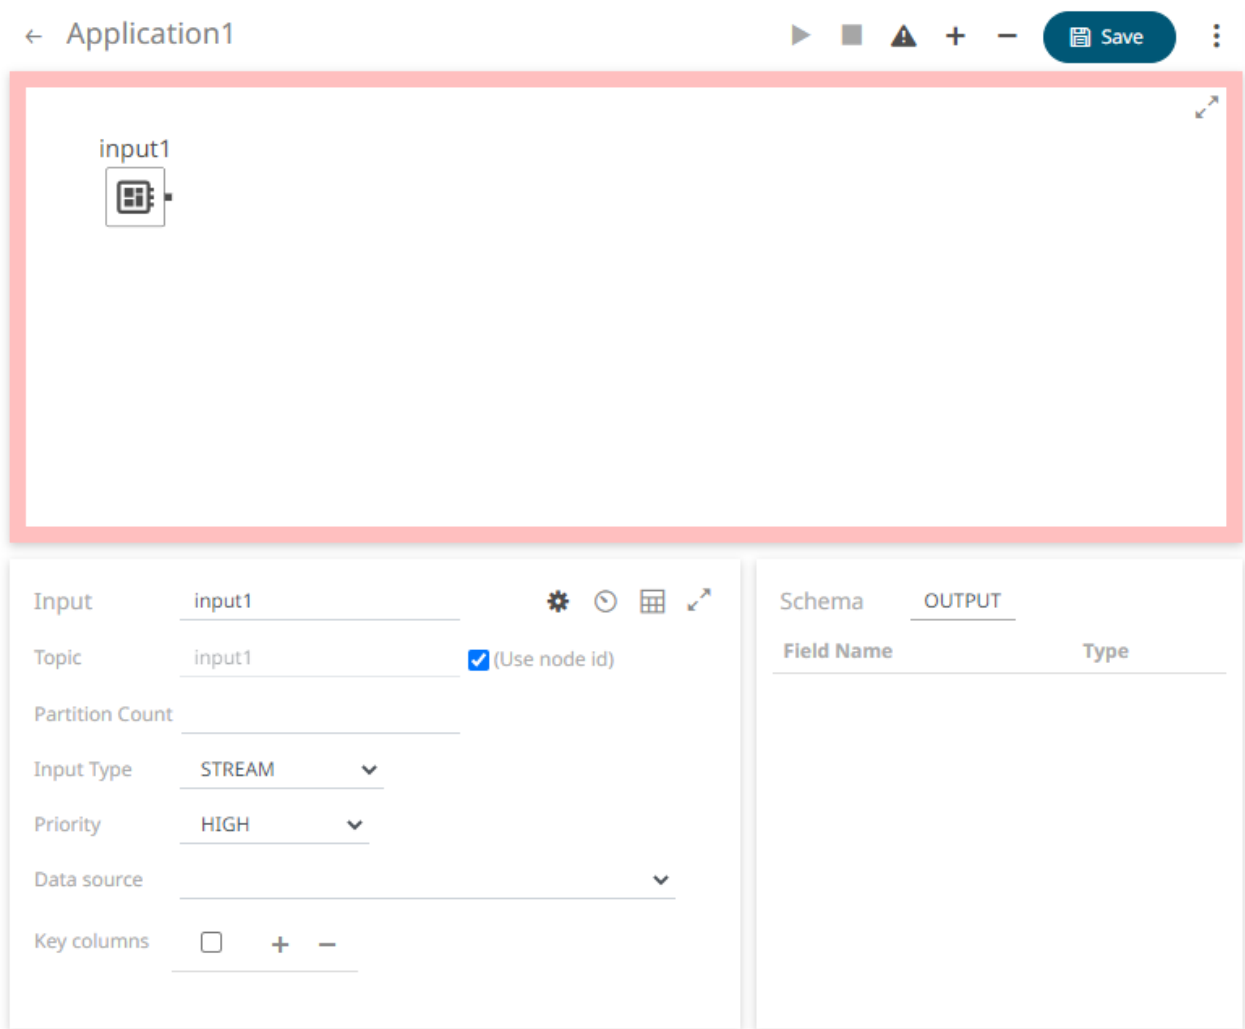 Application1
Save
input1
Input
input1
Topic
input1
(Use node id)
Partition Count
Input Type
STREAM
Priority
HIGH
Data source
Key columns
Schema
OUTPUT
Field Name
Type